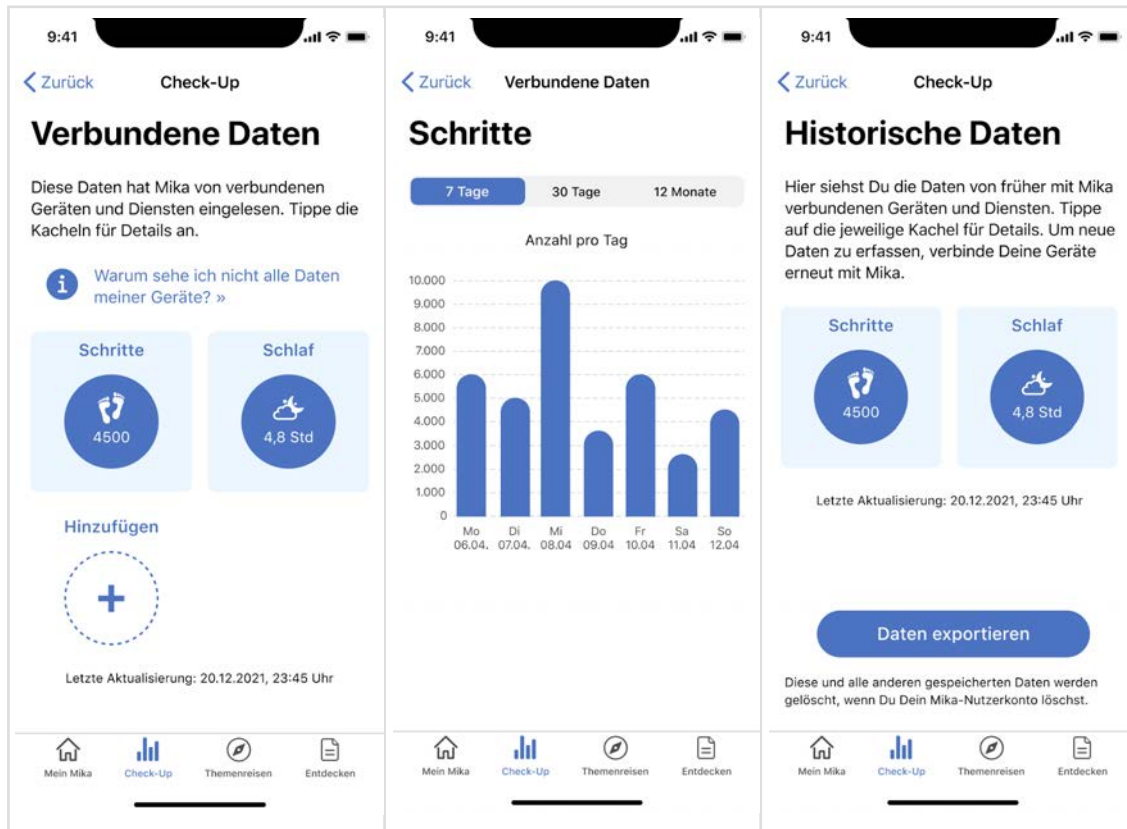 9:41
Zurück
Check-Up
Verbundene Daten
Diese Daten hat Mika von verbundenen
Geräten und Diensten eingelesen. Tippe die
Kacheln für Details an.
i
Warum sehe ich nicht alle Daten
meiner Geräte? »
Schritte
Schlaf
4500
4,8 Std
Hinzufügen
+
Letzte Aktualisierung: 20.12.2021, 23:45 Uhr
Mein Mika
Check-Up
Themenreisen
Entdecken
9:41
Zurück
Verbundene Daten
Schritte
7 Tage
30 Tage
12 Monate
Anzahl pro Tag
10.000
9.000
8.000
7.000
6.000
5.000
4.000
3.000
2.000
1.000
0
Mo Di Mi Do Fr Sa So
06.04. 07.04. 08.04 09.04 10.04 11.04 12.04
Mein Mika
Check-Up
Themenreisen
Entdecken
9:41
Zurück
Check-Up
Historische Daten
Hier siehst Du die Daten von früher mit Mika
verbundenen Geräten und Diensten. Tippe
auf die jeweilige Kachel für Details. Um neue
Daten zu erfassen, verbinde Deine Geräte
erneut mit Mika.
Schritte
Schlaf
4500
4,8 Std
Letzte Aktualisierung: 20.12.2021, 23:45 Uhr
Daten exportieren
Diese und alle anderen gespeicherten Daten werden
gelöscht, wenn Du Dein Mika-Nutzerkonto löschst.
Mein Mika
Check-Up
Themenreisen
Entdecken